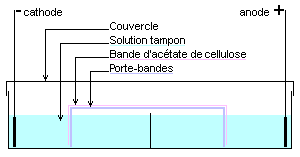 - cathode
anode +
Couvercle
Solution tampon
Bande d'acétate de cellulose
Porte-bandes